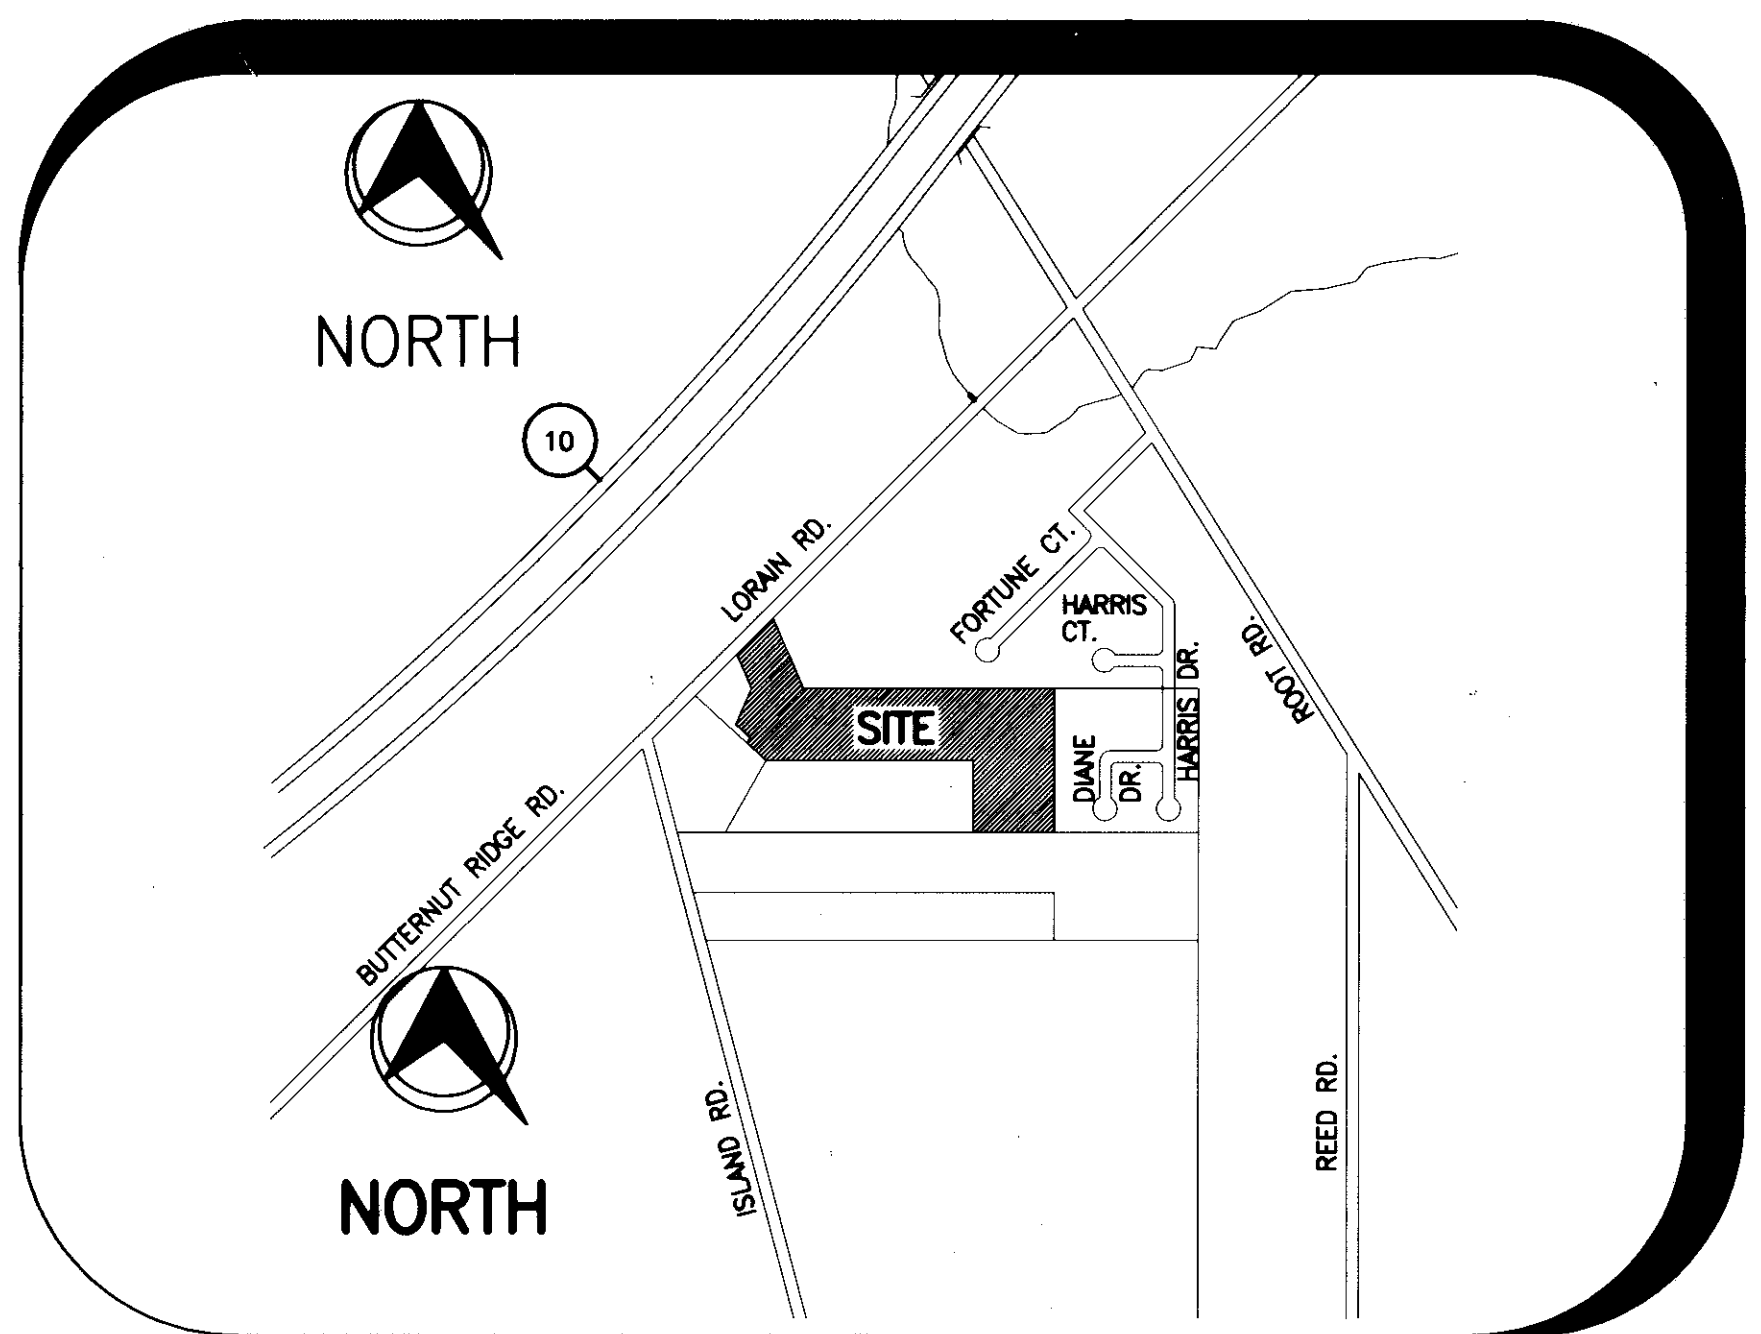 NORTH
10
LORAIN RD.
FORTUNE CT.
HARRIS
CT.
HARRIS DR.
ROOT RD.
SITE
DIANE
DR.
BUTTERNUT RIDGE RD.
ISLAND RD.
REED RD.
NORTH